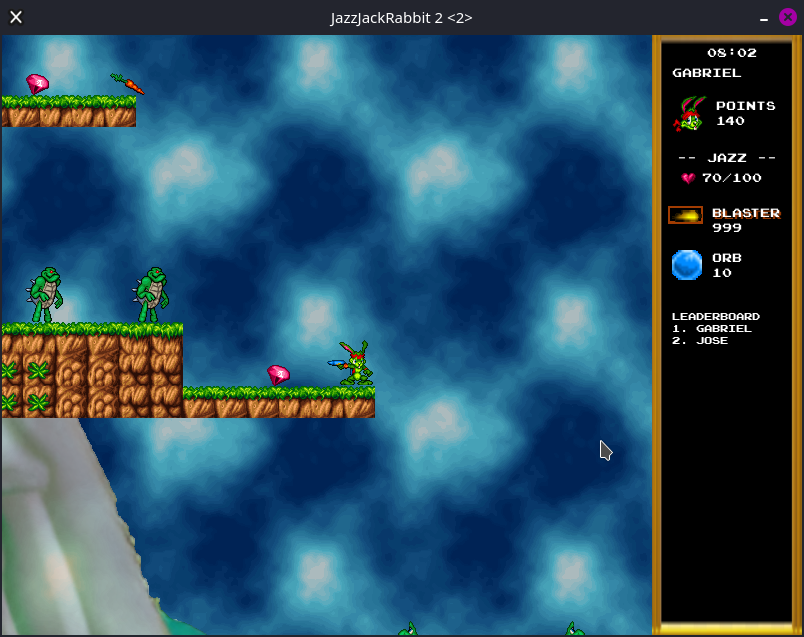 JazzJackRabbit 2 <2>
08:02
GABRIEL
POINTS
140
-- JAZZ --
70/100
BLASTER
999
ORB
10
LEADERBOARD
1. GABRIEL
2. JOSE